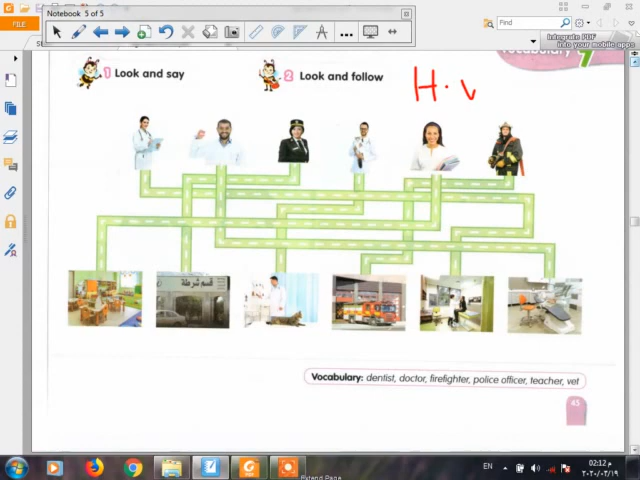 Notebook 5 of 5
FILE
Find
Integrate PDF
into your mobile apps
Vocabulary 7
1 Look and say
2 Look and follow
H. v
قسم شرطة
Vocabulary: dentist, doctor, firefighter, police officer, teacher, vet
45
EN
02:12 م
٢٠٢٠/٠٣/١٩
Extend Page